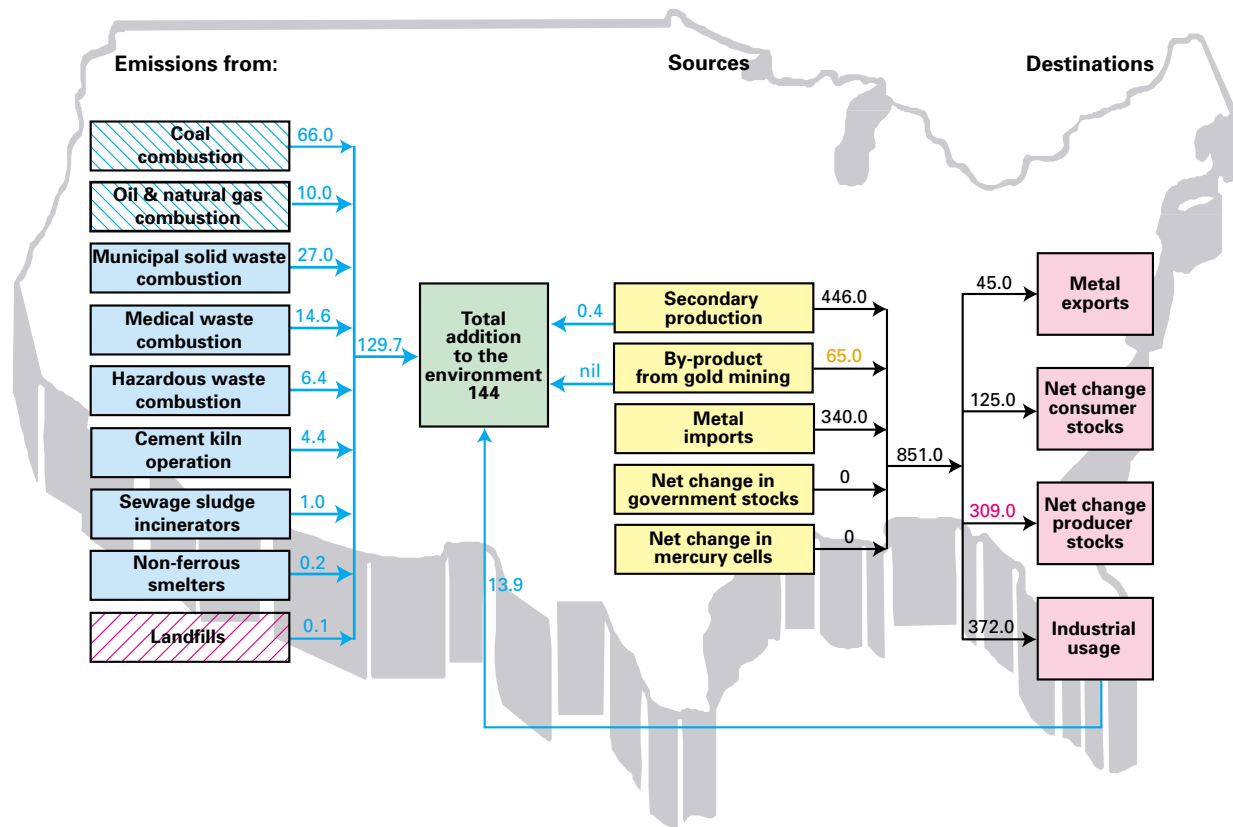 Emissions from:
Sources
Destinations
Coal
combustion
66.0
Oil & natural gas
combustion
10.0
Municipal solid waste
combustion
27.0
Medical waste
combustion
14.6
Hazardous waste
combustion
6.4
Cement kiln
operation
4.4
Sewage sludge
incinerators
1.0
Non-ferrous
smelters
0.2
Landfills
0.1
129.7
Total
addition
to the
environment
144
0.4
nil
13.9
Secondary
production
446.0
By-product
from gold mining
65.0
Metal
imports
340.0
Net change in
government stocks
0
Net change in
mercury cells
0
851.0
45.0
Metal
exports
125.0
Net change
consumer
stocks
309.0
Net change
producer
stocks
372.0
Industrial
usage